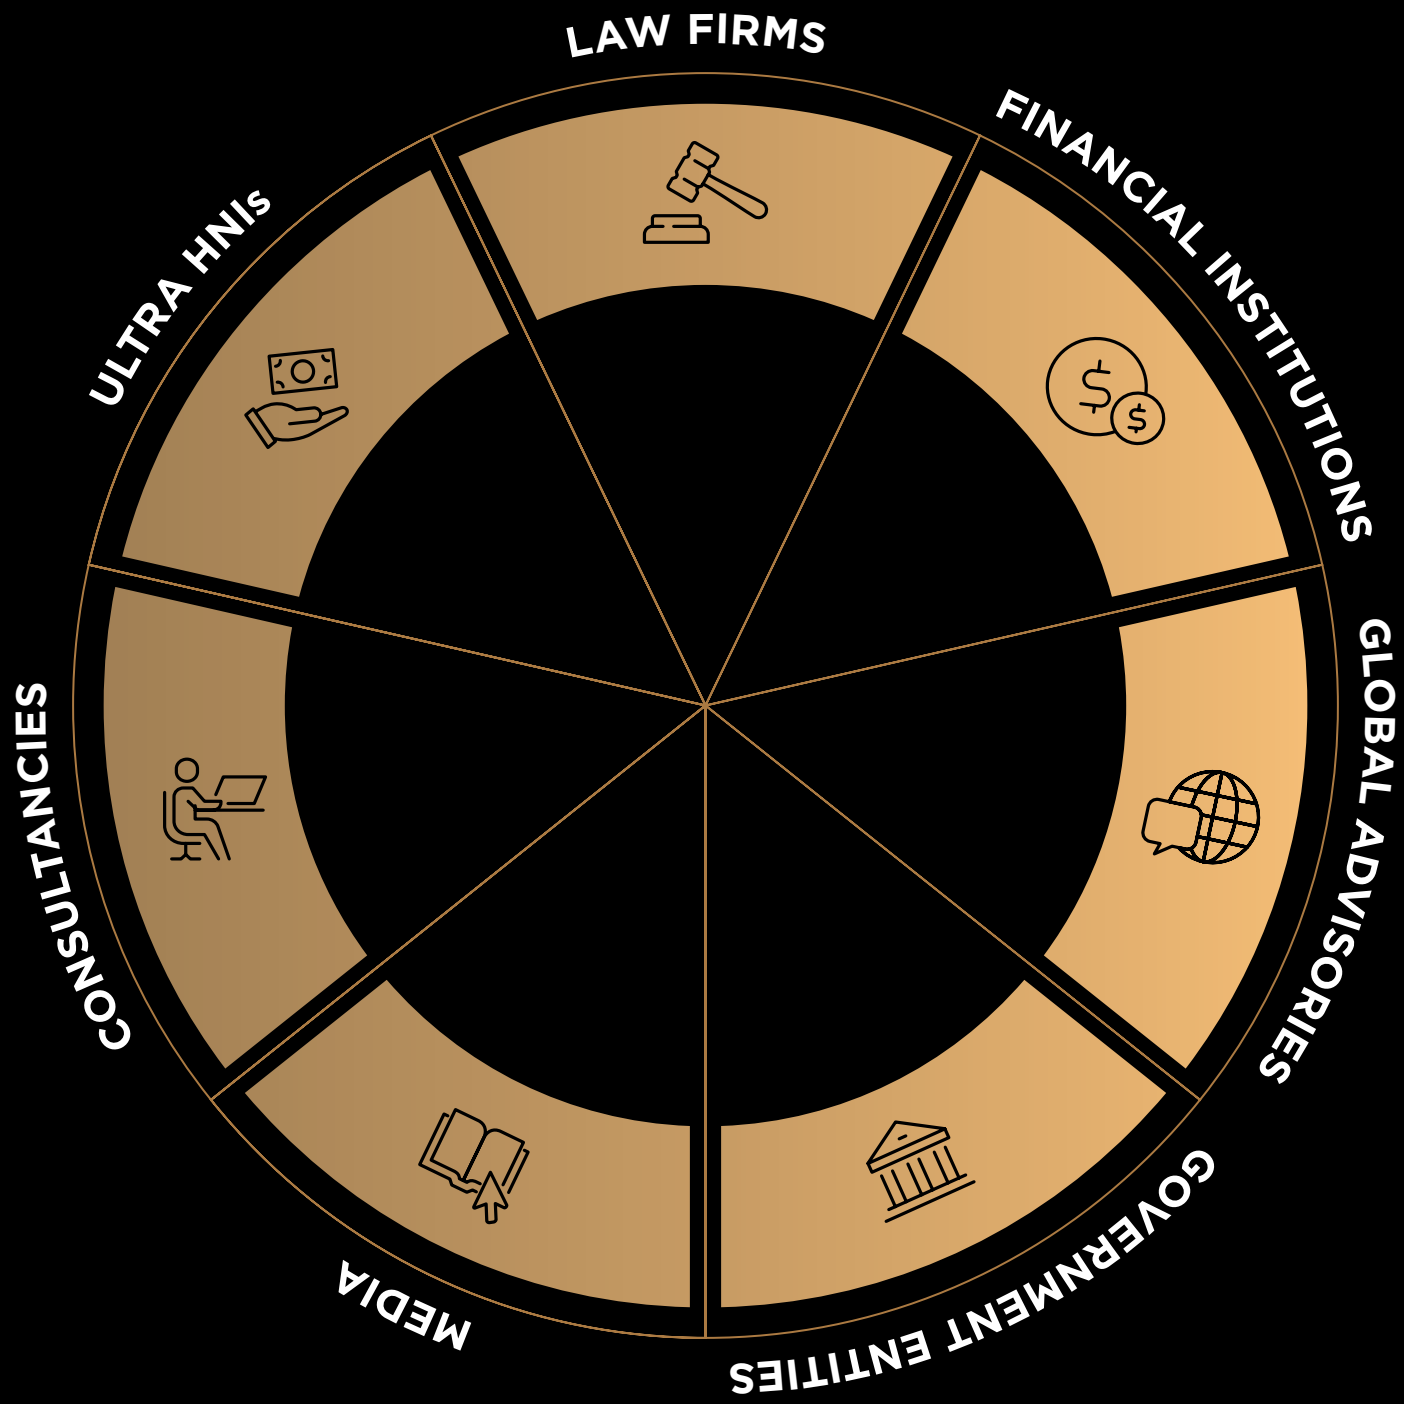 LAW FIRMS
FINANCIAL INSTITUTIONS
GLOBAL ADVISORIES
GOVERNMENT ENTITIES
MEDIA
CONSULTANCIES
ULTRA HNIs
$
$